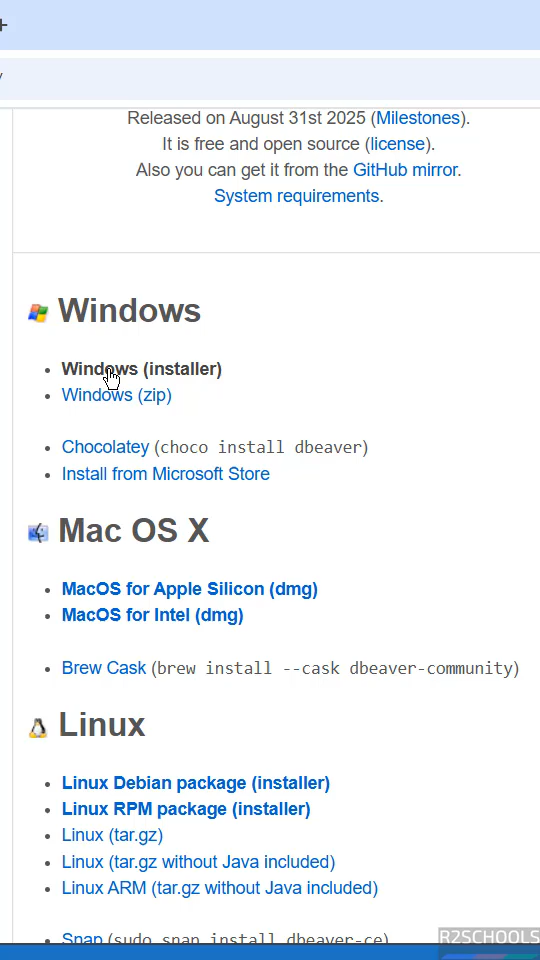 Released on August 31st 2025 (Milestones).
It is free and open source (license).
Also you can get it from the GitHub mirror.
System requirements.
Windows
Windows (installer)
Windows (zip)
Chocolatey (choco install dbeaver)
Install from Microsoft Store
Mac OS X
MacOS for Apple Silicon (dmg)
MacOS for Intel (dmg)
Brew Cask (brew install --cask dbeaver-community)
Linux
Linux Debian package (installer)
Linux RPM package (installer)
Linux (tar.gz)
Linux (tar.gz without Java included)
Linux ARM (tar.gz without Java included)
Snap (sudo snap install dbeaver-ce)
R2SCHOOLS